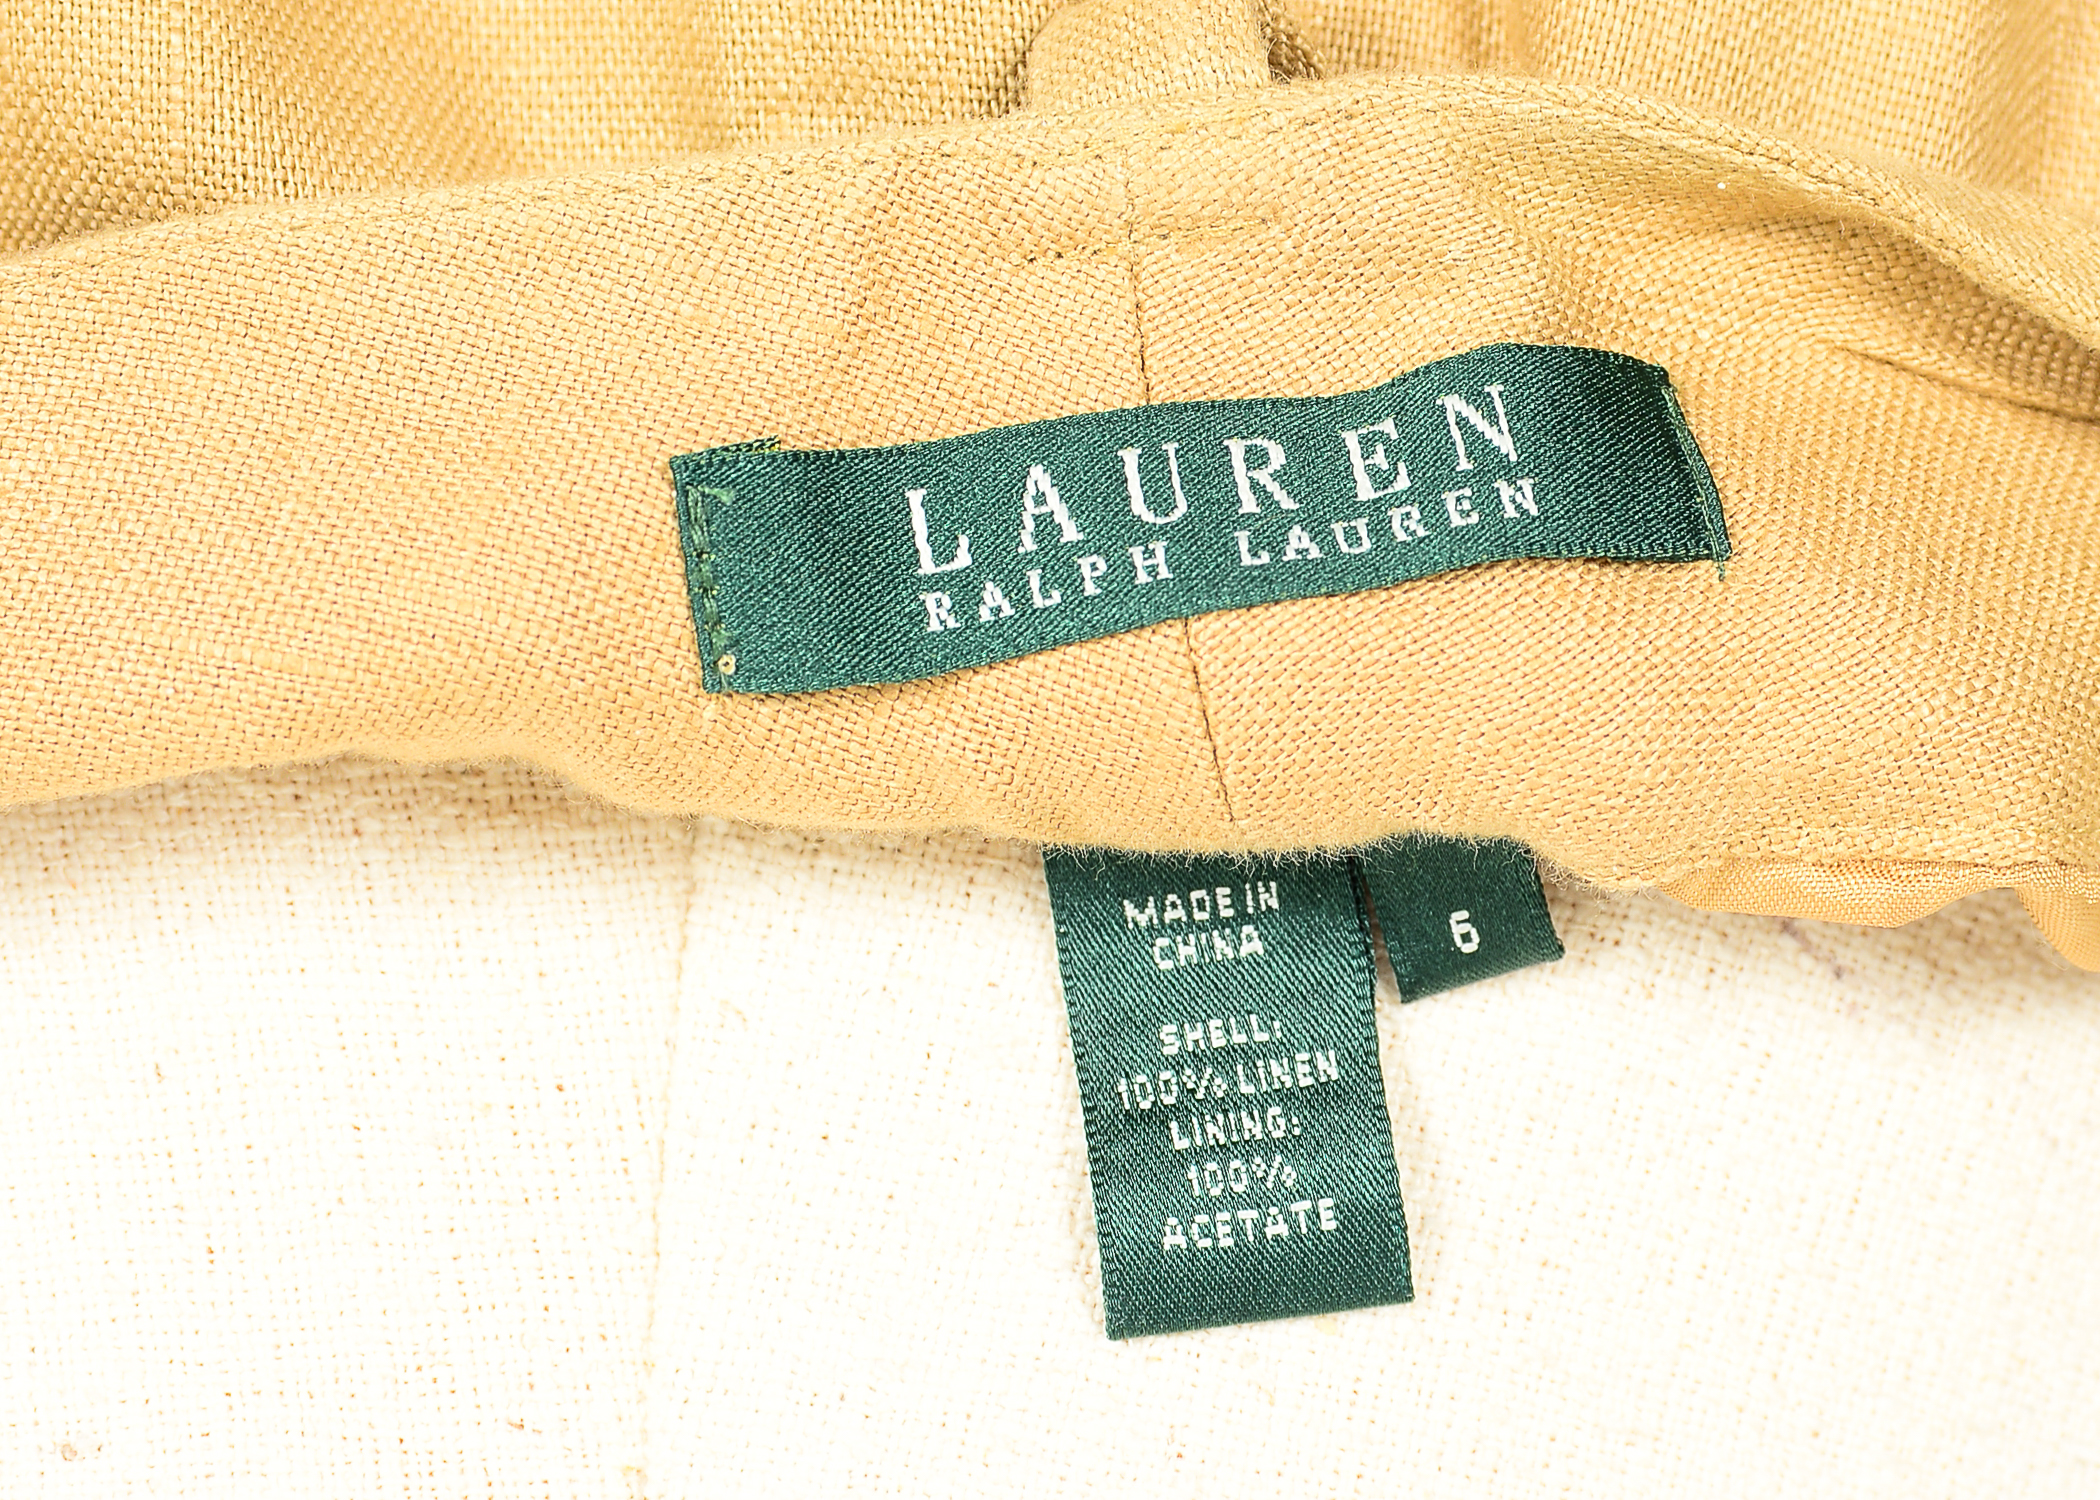 LAUREN
RALPH LAUREN
MADE IN
CHINA
6
SHELL:
100% LINEN
LINING:
100%
ACETATE